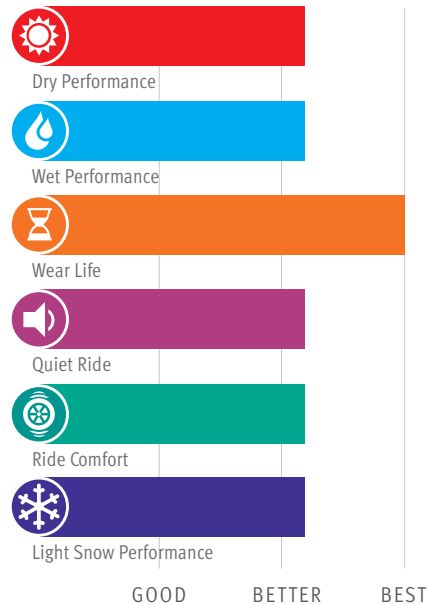 Dry Performance
Wet Performance
Wear Life
Quiet Ride
Ride Comfort
Light Snow Performance
GOOD BETTER BEST